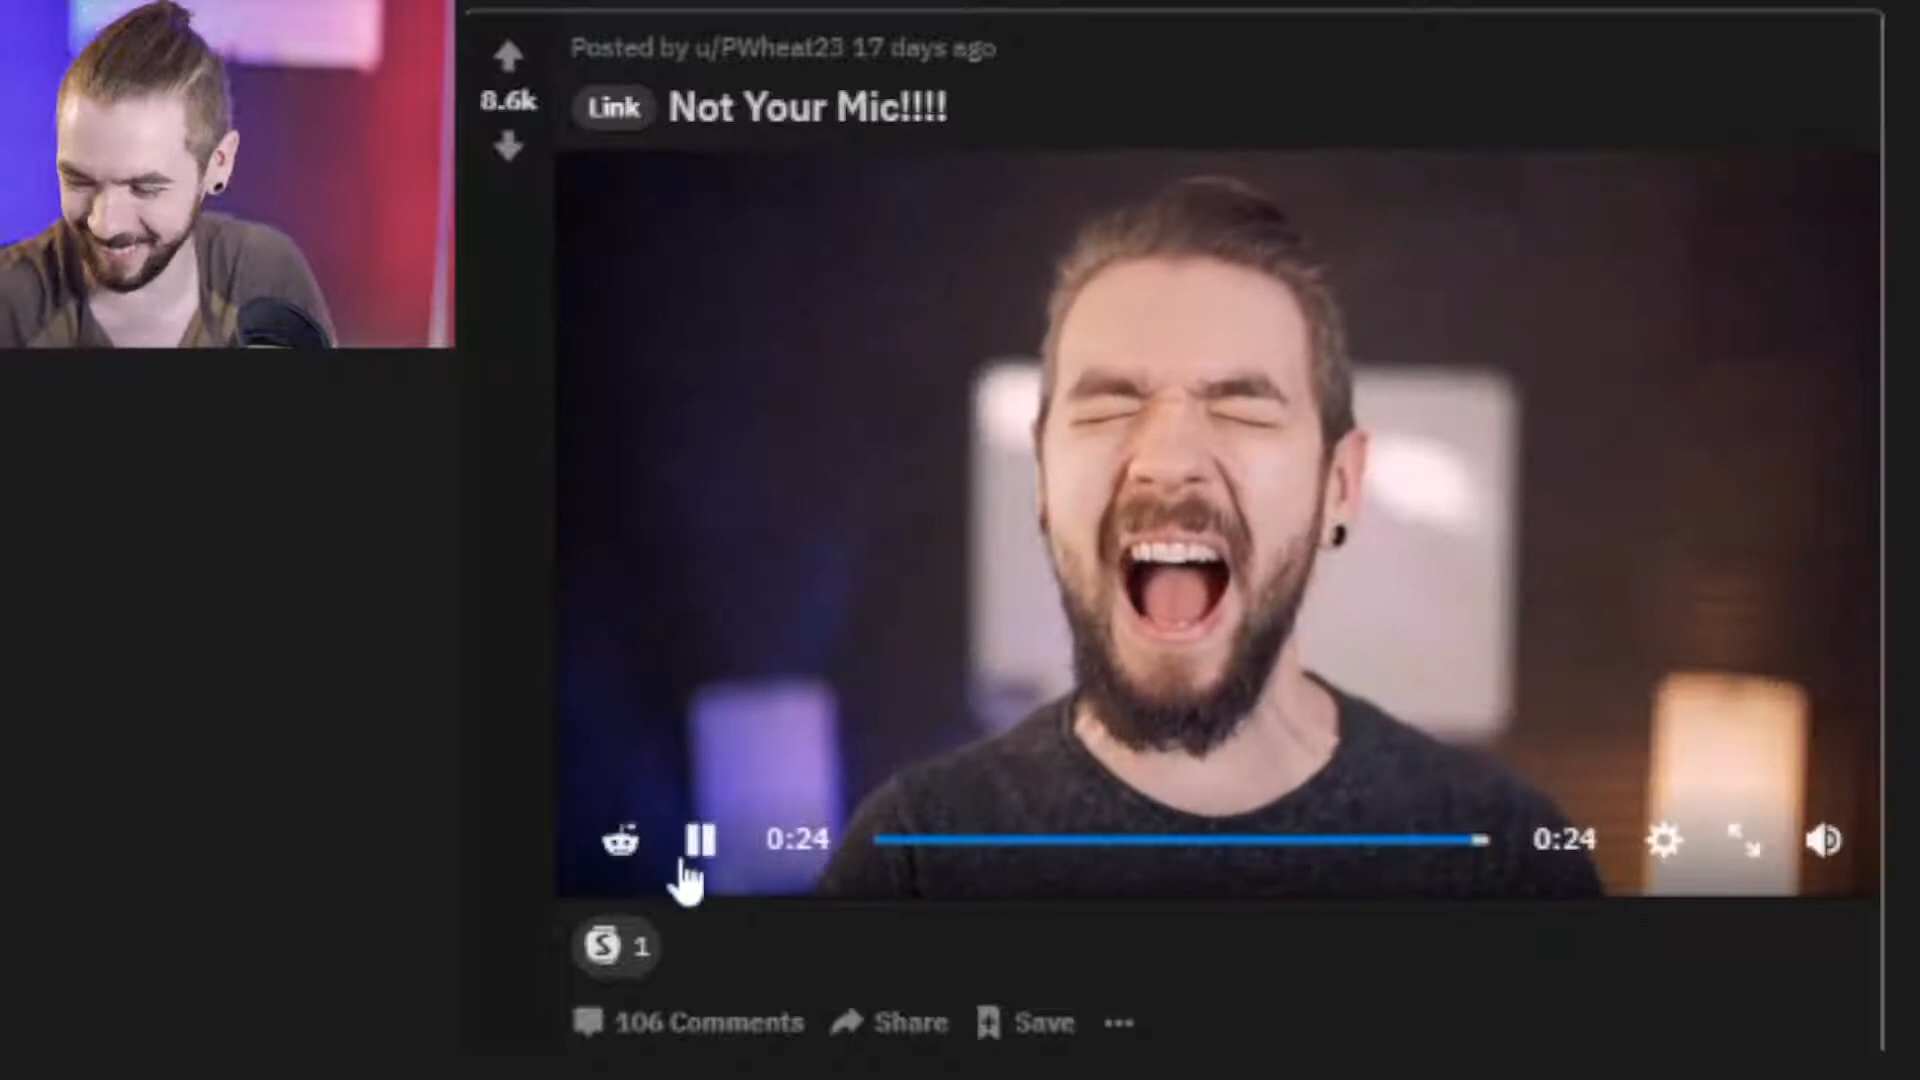 Posted by u/PWheat23 17 days ago
8.6k
Link Not Your Mic!!!!
0:24 0:24
S 1
106 Comments Share Save ...